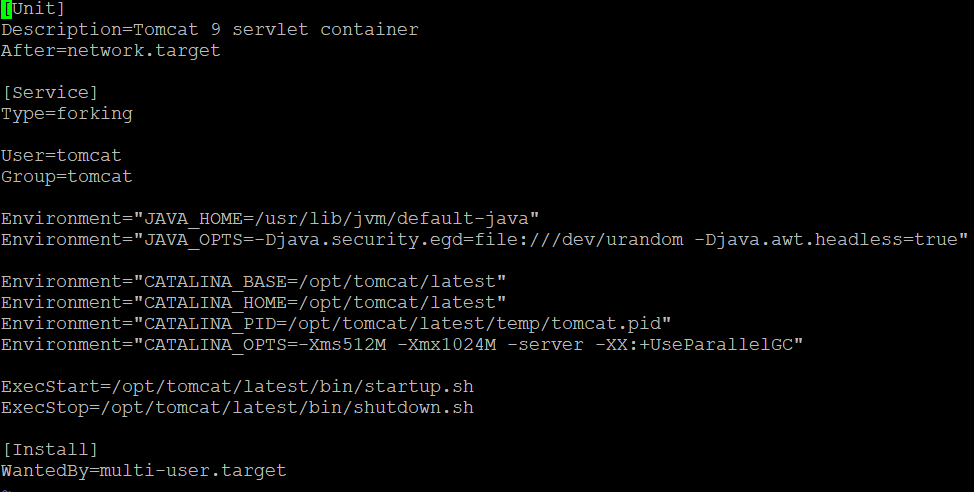 [Unit]
Description=Tomcat 9 servlet container
After=network.target

[Service]
Type=forking

User=tomcat
Group=tomcat

Environment="JAVA_HOME=/usr/lib/jvm/default-java"
Environment="JAVA_OPTS=-Djava.security.egd=file:///dev/urandom -Djava.awt.headless=true"

Environment="CATALINA_BASE=/opt/tomcat/latest"
Environment="CATALINA_HOME=/opt/tomcat/latest"
Environment="CATALINA_PID=/opt/tomcat/latest/temp/tomcat.pid"
Environment="CATALINA_OPTS=-Xms512M -Xmx1024M -server -XX:+UseParallelGC"

ExecStart=/opt/tomcat/latest/bin/startup.sh
ExecStop=/opt/tomcat/latest/bin/shutdown.sh

[Install]
WantedBy=multi-user.target
~